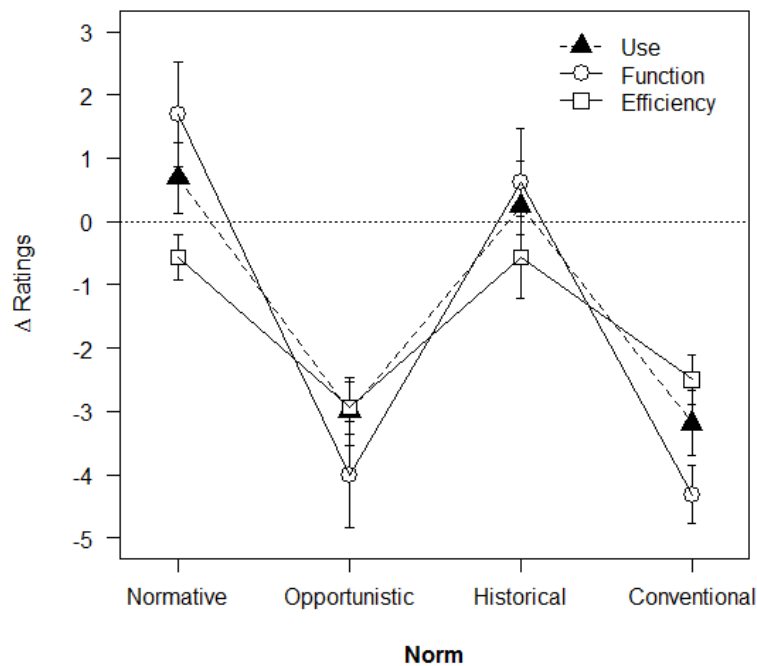 3
2
1
0
-1
-2
-3
-4
-5
Δ Ratings
Use
Function
Efficiency
Normative Opportunistic Historical Conventional
Norm